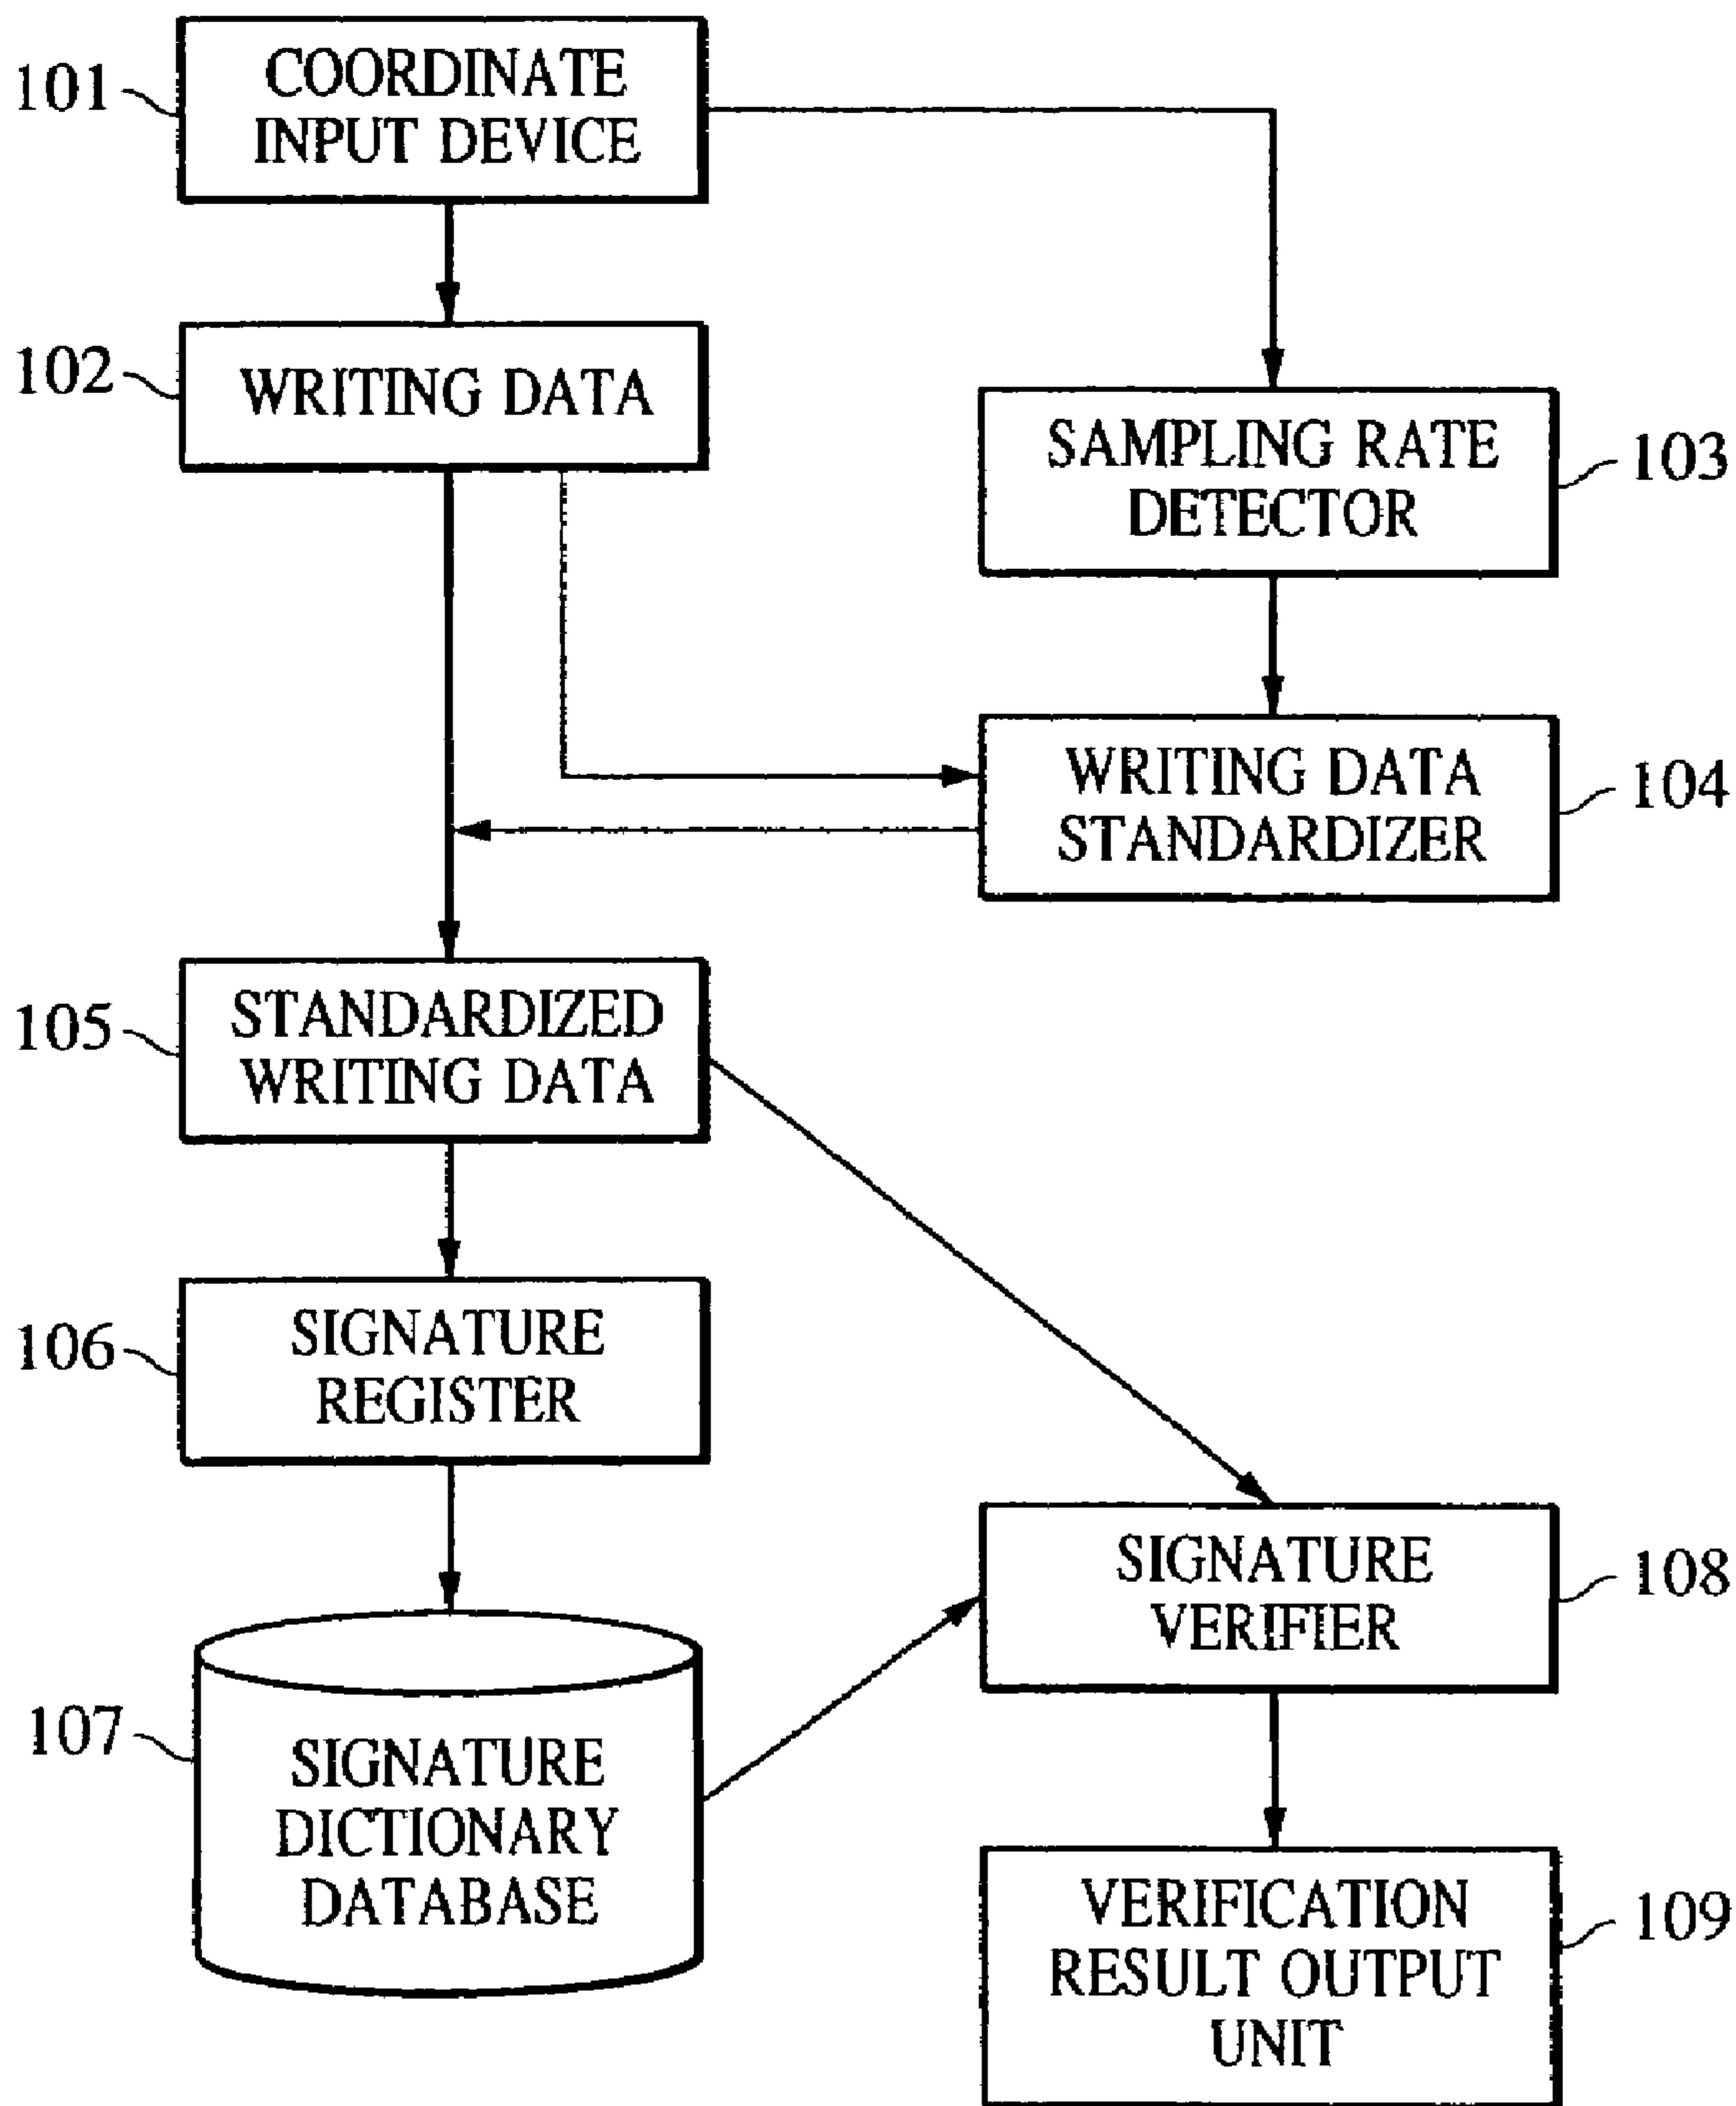 101
COORDINATE
INPUT DEVICE
102
WRITING DATA
SAMPLING RATE
DETECTOR
103
WRITING DATA
STANDARDIZER
104
105
STANDARDIZED
WRITING DATA
106
SIGNATURE
REGISTER
SIGNATURE
VERIFIER
108
107
SIGNATURE
DICTIONARY
DATABASE
VERIFICATION
RESULT OUTPUT
UNIT
109